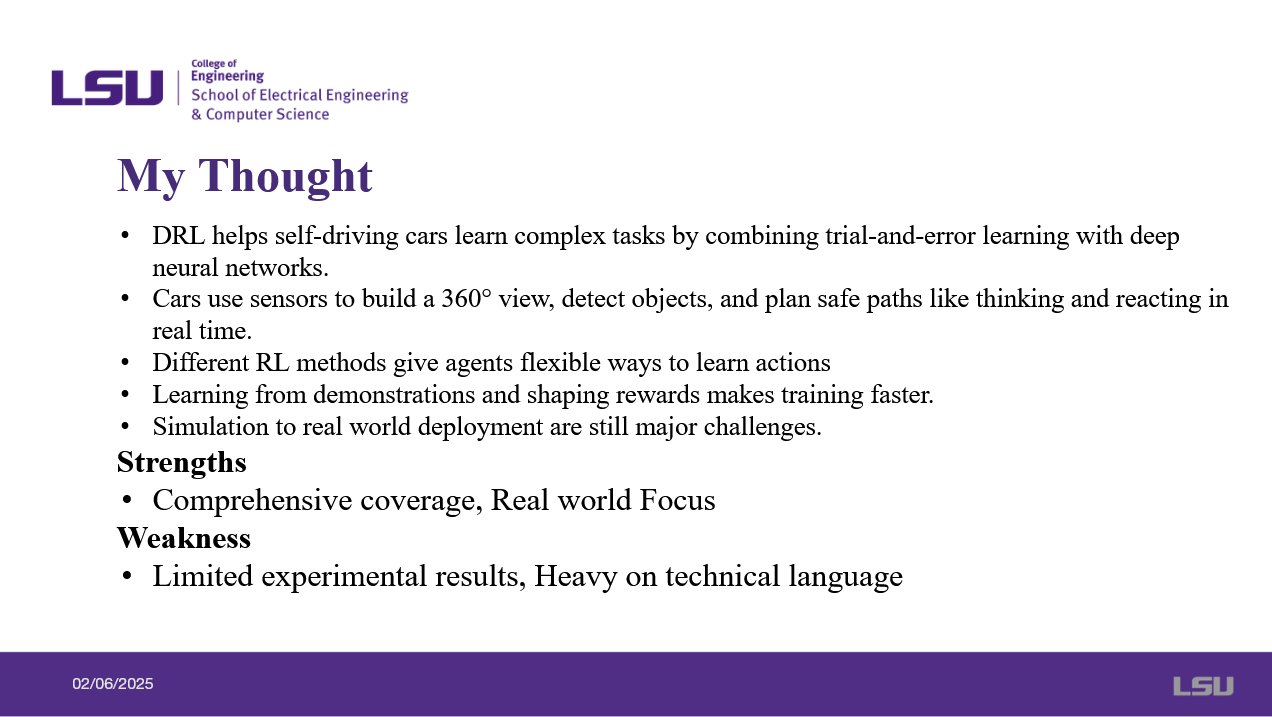 LSU
College of
Engineering
School of Electrical Engineering
& Computer Science
My Thought
• DRL helps self-driving cars learn complex tasks by combining trial-and-error learning with deep
neural networks.
• Cars use sensors to build a 360° view, detect objects, and plan safe paths like thinking and reacting in
real time.
• Different RL methods give agents flexible ways to learn actions
• Learning from demonstrations and shaping rewards makes training faster.
• Simulation to real world deployment are still major challenges.
Strengths
• Comprehensive coverage, Real world Focus
Weakness
• Limited experimental results, Heavy on technical language
02/06/2025
LSU